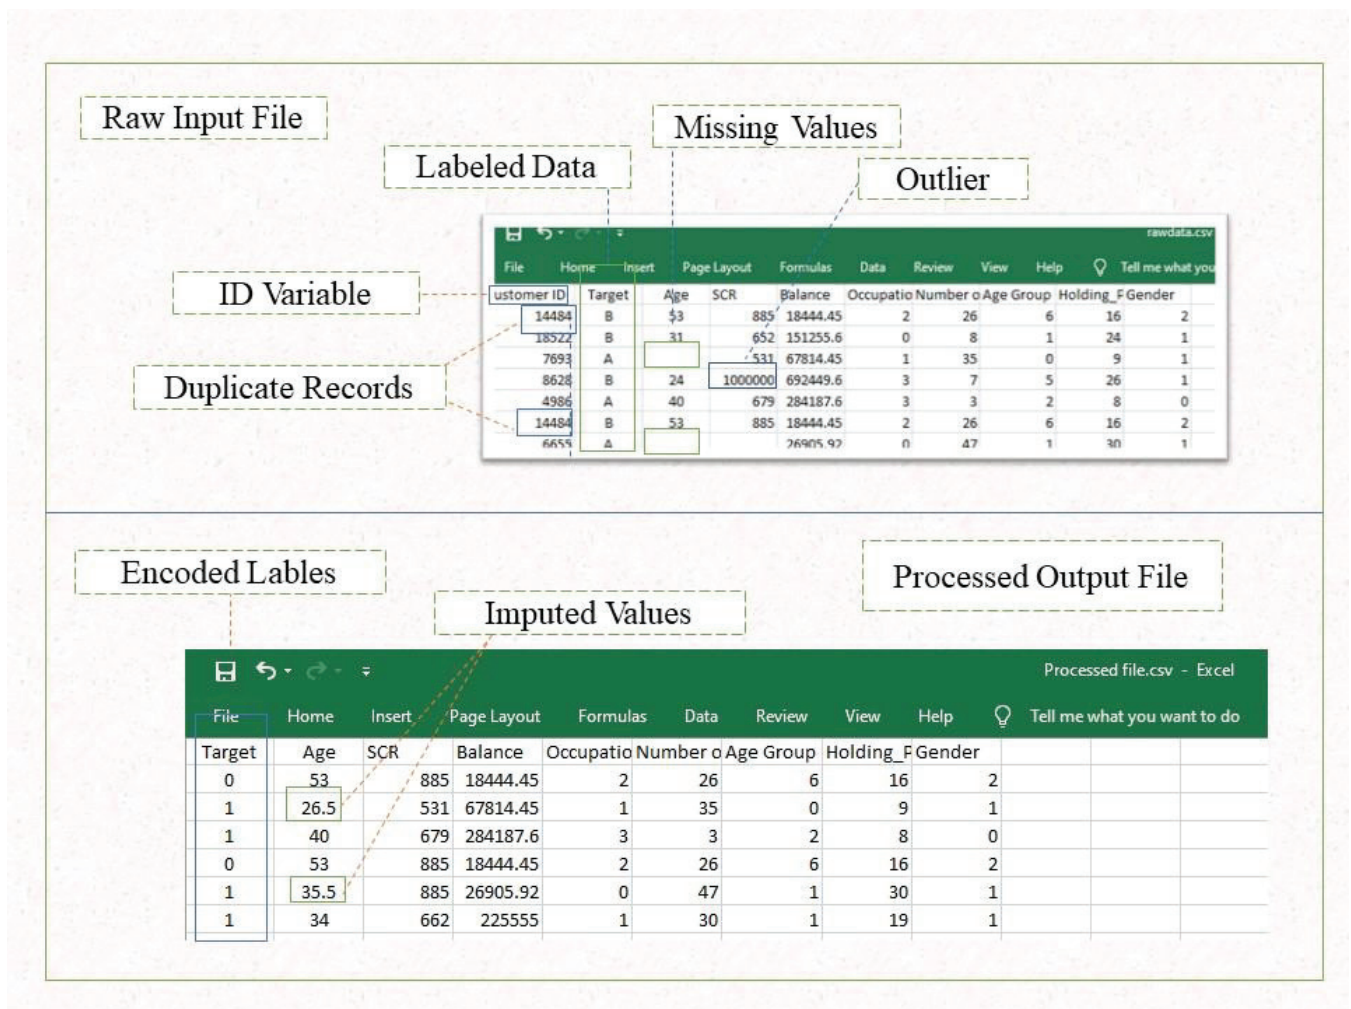 Raw Input File
Missing Values
Labeled Data
Outlier
ID Variable
Duplicate Records
rawdata.csv
File Home Insert Page Layout Formulas Data Review View Help Tell me what you
ustomer ID Target Age SCR Balance Occupatio Number o Age Group Holding_F Gender
14484 B 53 885 18444.45 2 26 6 16 2
18522 B 31 652 151255.6 0 8 1 24 1
7693 A 531 67814.45 1 35 0 9 1
8628 B 24 1000000 692449.6 3 7 5 26 1
4986 A 40 679 284187.6 3 3 2 8 0
14484 B 53 885 18444.45 2 26 6 16 2
6655 A 26905.92 0 47 1 30 1
Encoded Lables
Processed Output File
Imputed Values
Processed file.csv - Excel
File Home Insert Page Layout Formulas Data Review View Help Tell me what you want to do
Target Age SCR Balance Occupatio Number o Age Group Holding_P Gender
0 53 885 18444.45 2 26 6 16 2
1 26.5 531 67814.45 1 35 0 9 1
1 40 679 284187.6 3 3 2 8 0
0 53 885 18444.45 2 26 6 16 2
1 35.5 885 26905.92 0 47 1 30 1
1 34 662 225555 1 30 1 19 1